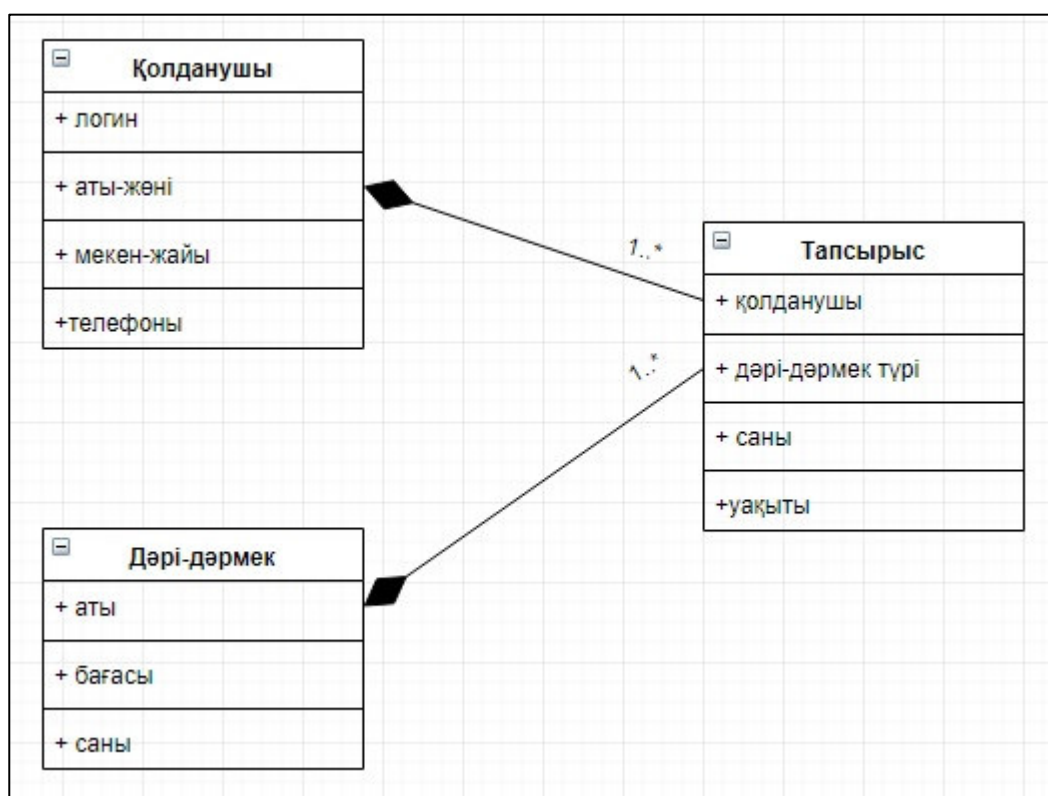 Қолданушы
+ логин
+ аты-жөні
+ мекен-жайы
+телефоны
1..*
Тапсырыс
+ қолданушы
+ дәрі-дәрмек түрі
+ саны
+уақыты
1..*
Дәрі-дәрмек
+ аты
+ бағасы
+ саны